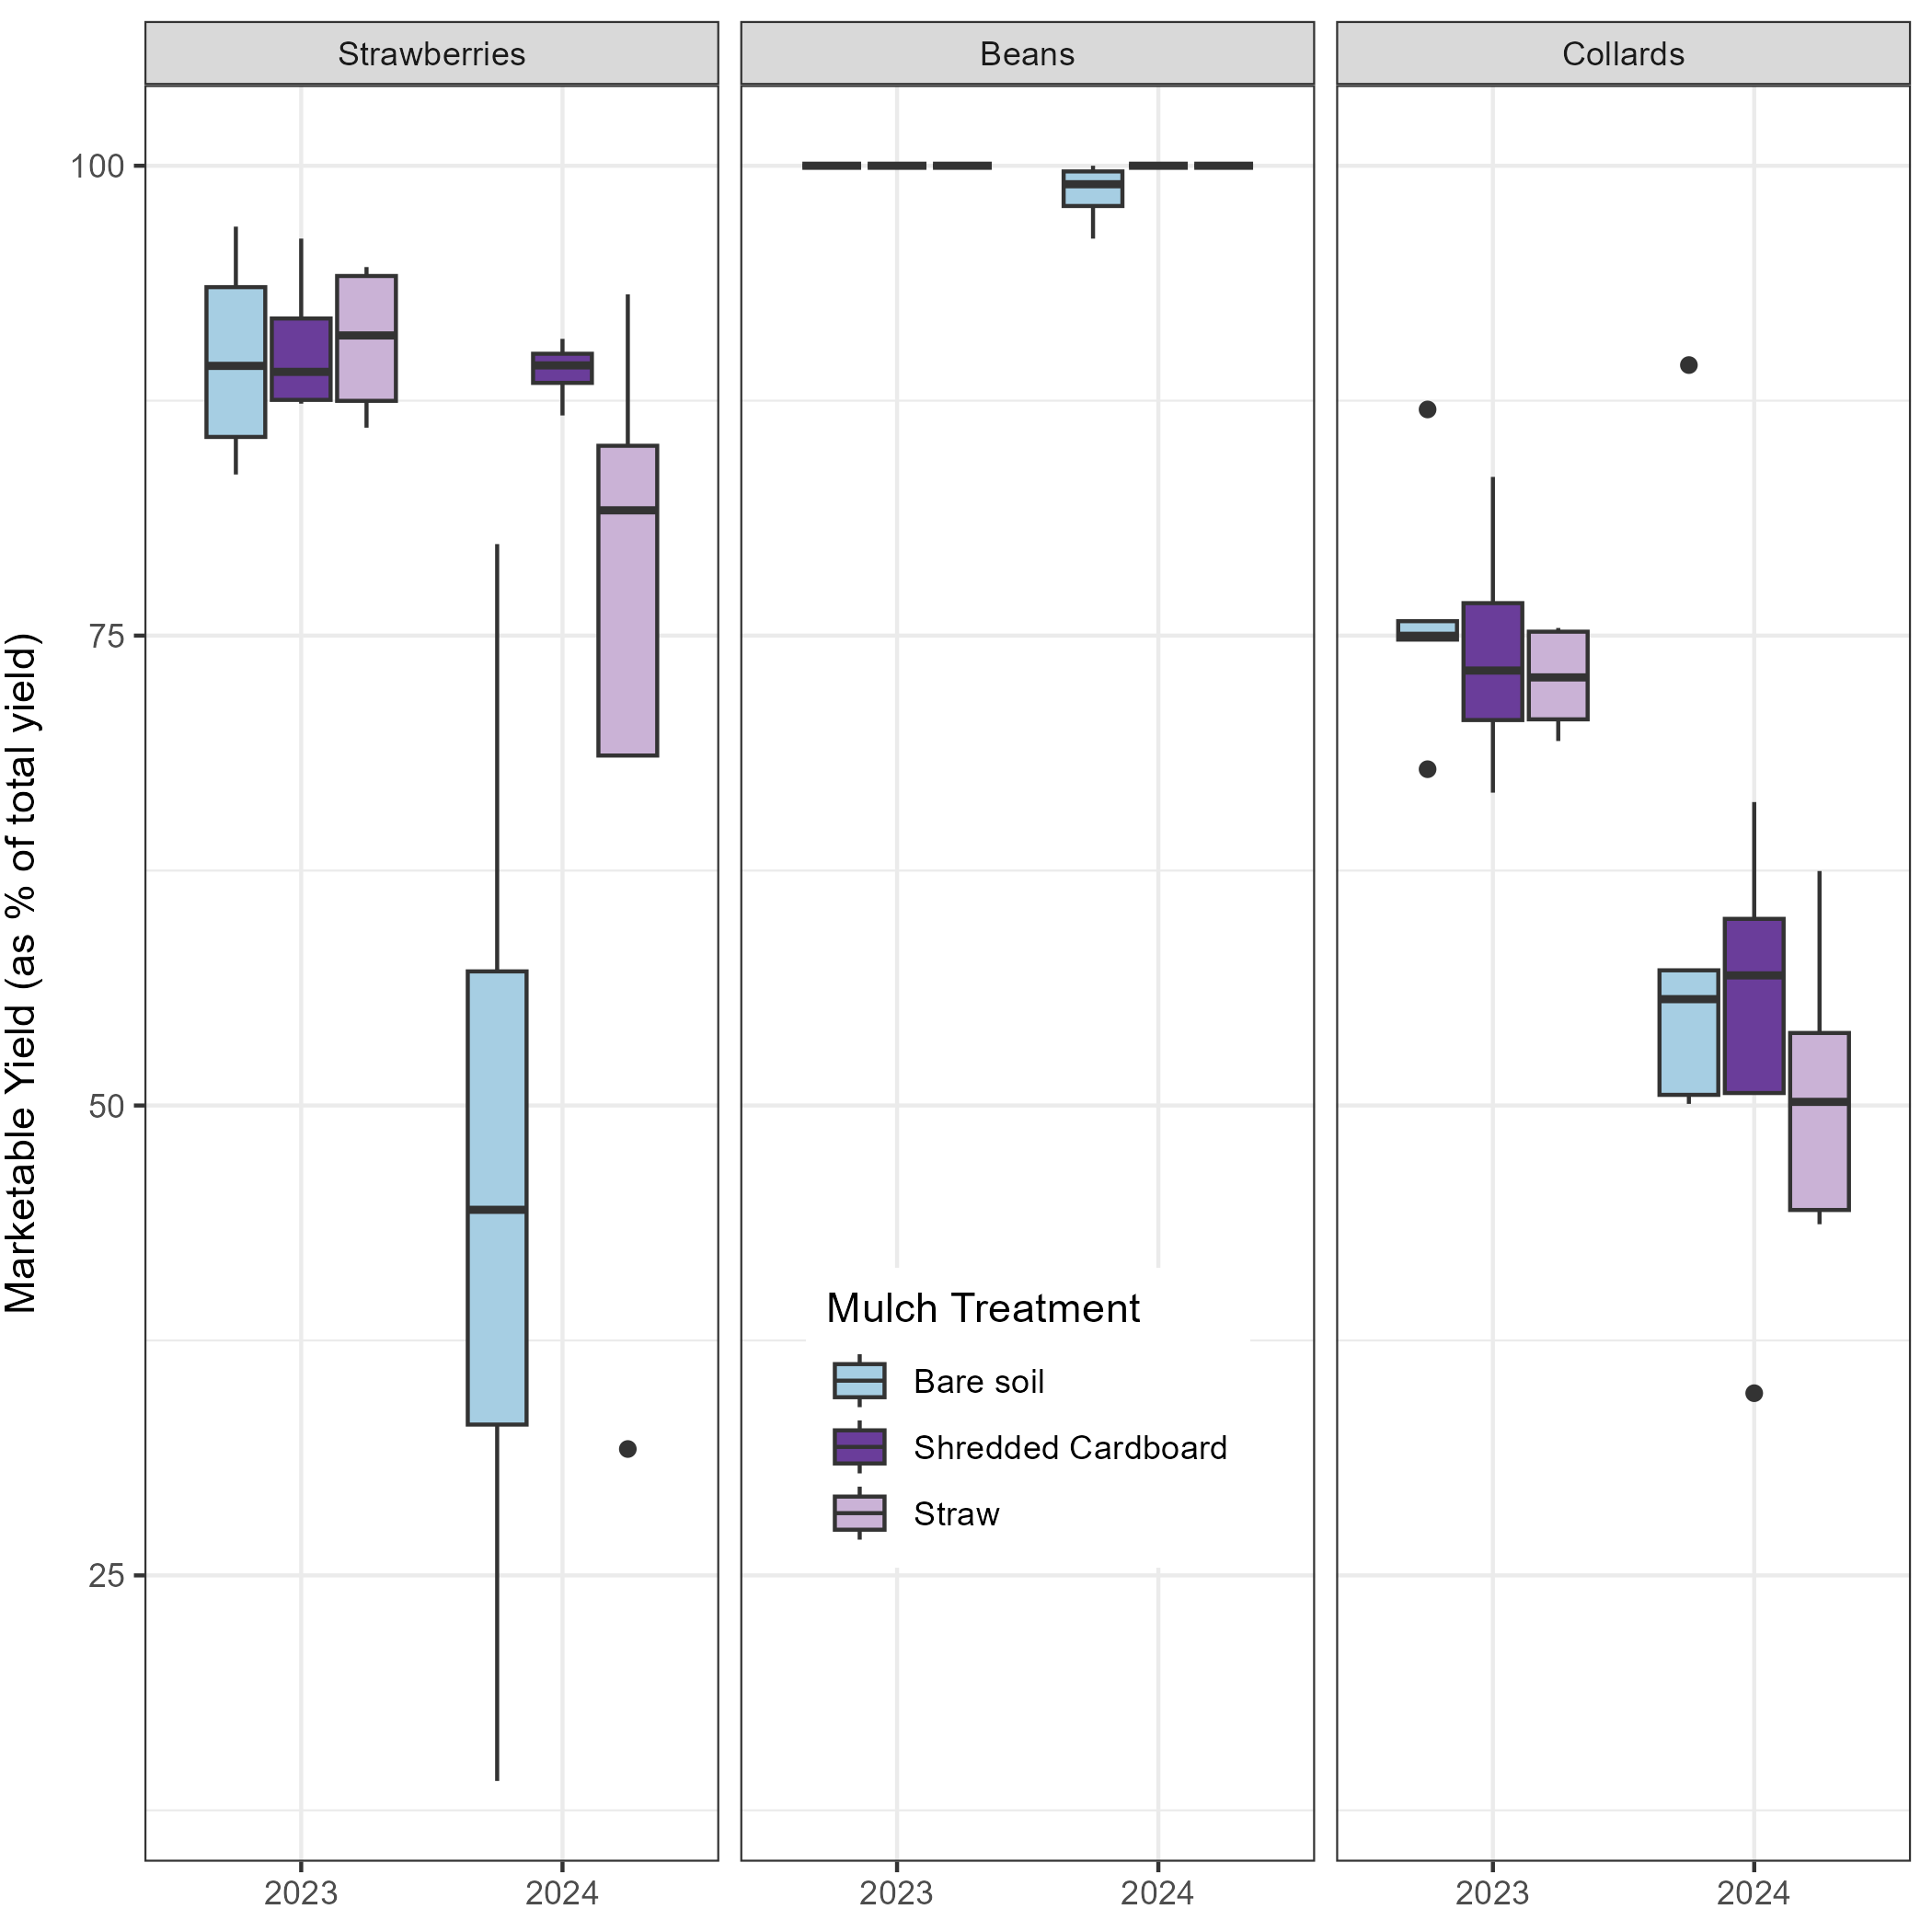 Strawberries
Beans
Collards
Marketable Yield (as % of total yield)
100
75
50
25
Mulch Treatment
Bare soil
Shredded Cardboard
Straw
2023
2024
2023
2024
2023
2024